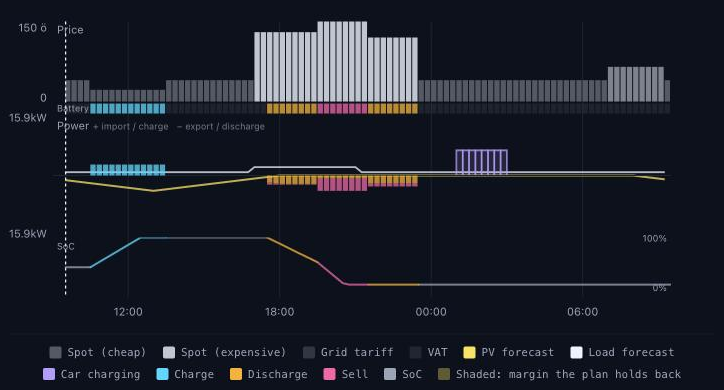 150 ö
Price
0
Battery
15.9kW
Power + import / charge − export / discharge
15.9kW
SoC
100%
0%
12:00 18:00 00:00 06:00
Spot (cheap) Spot (expensive) Grid tariff VAT PV forecast Load forecast
Car charging Charge Discharge Sell SoC Shaded: margin the plan holds back